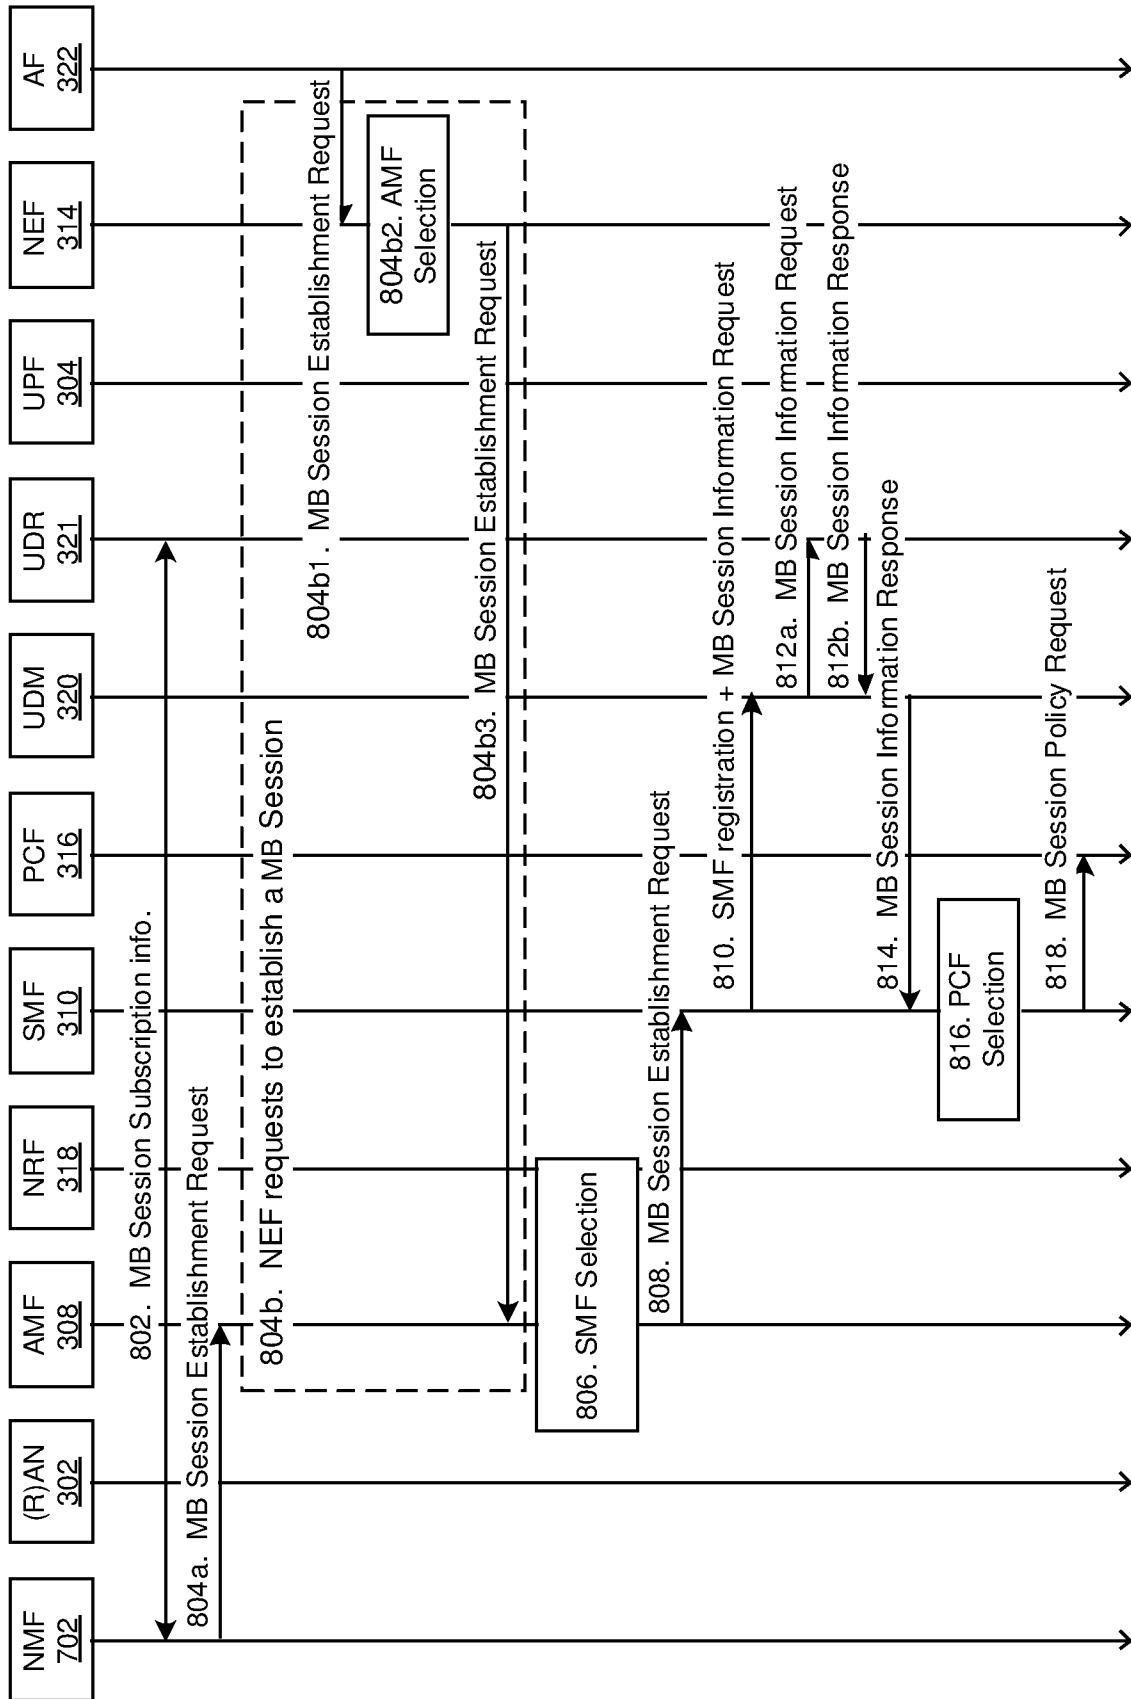 NMF
702
(R)AN
302
AMF
308
NRF
318
SMF
310
PCF
316
UDM
320
UDR
321
UPF
304
NEF
314
AF
322
802. MB Session Subscription info.
804a. MB Session Establishment Request
804b. NEF requests to establish a MB Session
804b1. MB Session Establishment Request
804b2. AMF
Selection
804b3. MB Session Establishment Request
806. SMF Selection
808. MB Session Establishment Request
810. SMF registration + MB Session Information Request
812a. MB Session Information Request
812b. MB Session Information Response
814. MB Session Information Response
816. PCF
Selection
818. MB Session Policy Request